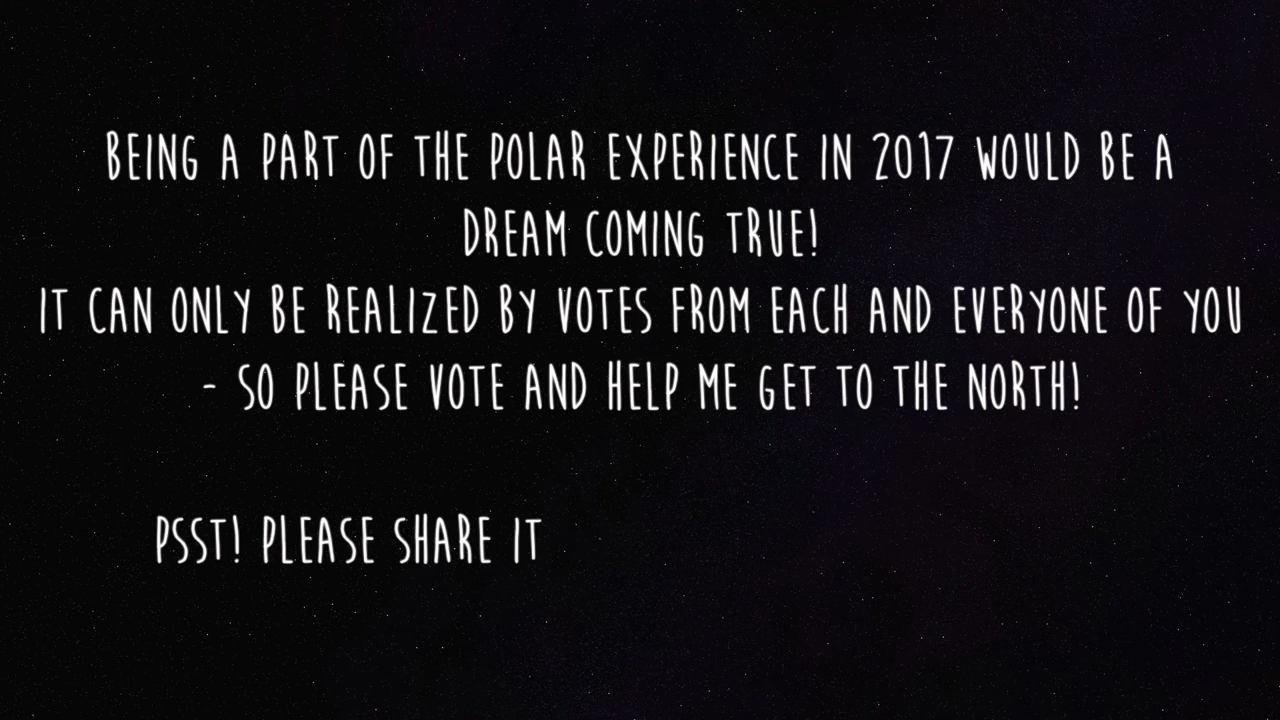 BEING A PART OF THE POLAR EXPERIENCE IN 2017 WOULD BE A
DREAM COMING TRUE!
IT CAN ONLY BE REALIZED BY VOTES FROM EACH AND EVERYONE OF YOU
- SO PLEASE VOTE AND HELP ME GET TO THE NORTH!
PSST! PLEASE SHARE IT